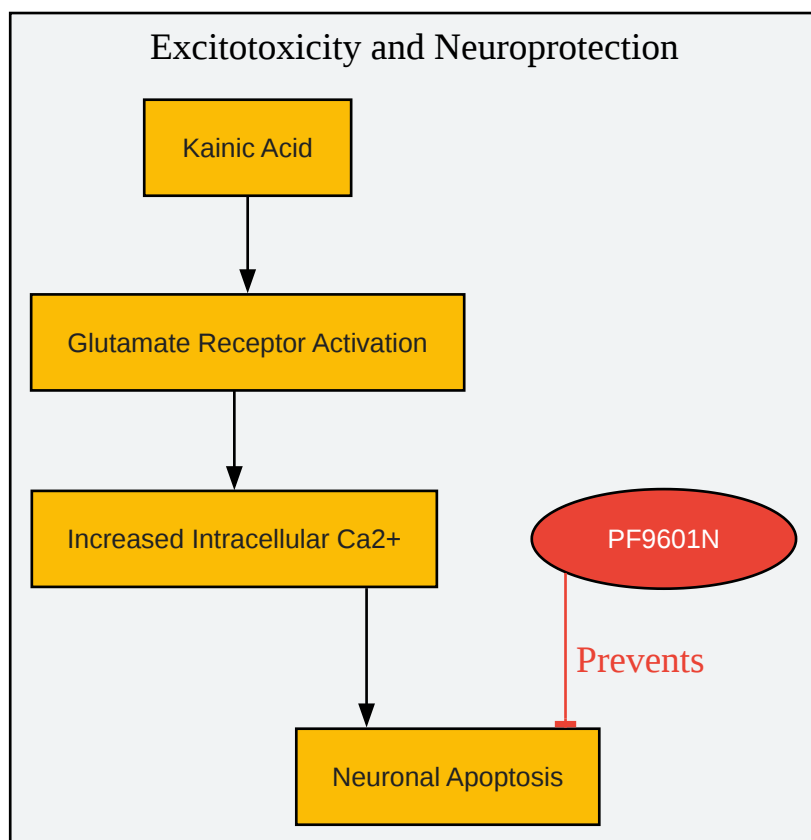 Excitotoxicity and Neuroprotection
Kainic Acid
Glutamate Receptor Activation
Increased Intracellular Ca2+
PF9601N
Prevents
Neuronal Apoptosis